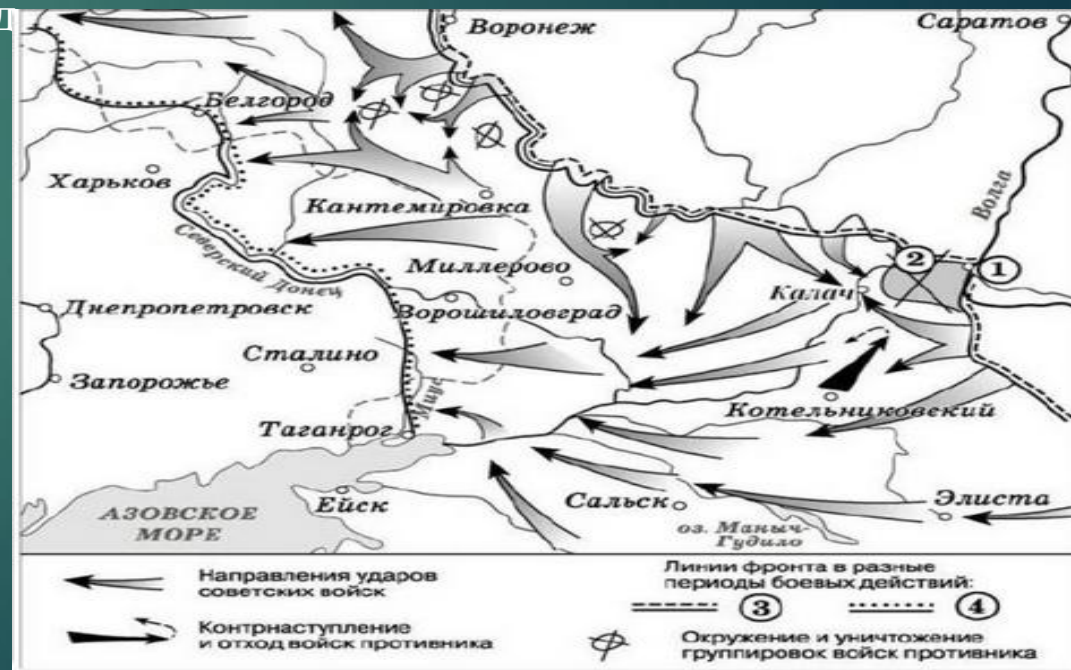 Воронеж
Саратов
Белгород
Волга
Харьков
Кантемировка
Северский Донец
Миллерово
2
1
Калач
Днепропетровск
Ворошиловград
Сталино
Запорожье
Миус
Котельниковский
Таганрог
Ейск
Сальск
Элиста
АЗОВСКОЕ
МОРЕ
оз. Маныч-
Гудило
Направления ударов
советских войск
Контрнаступление
и отход войск противника
Линии фронта в разные
периоды боевых действий:
3
4
Окружение и уничтожение
группировок войск противника